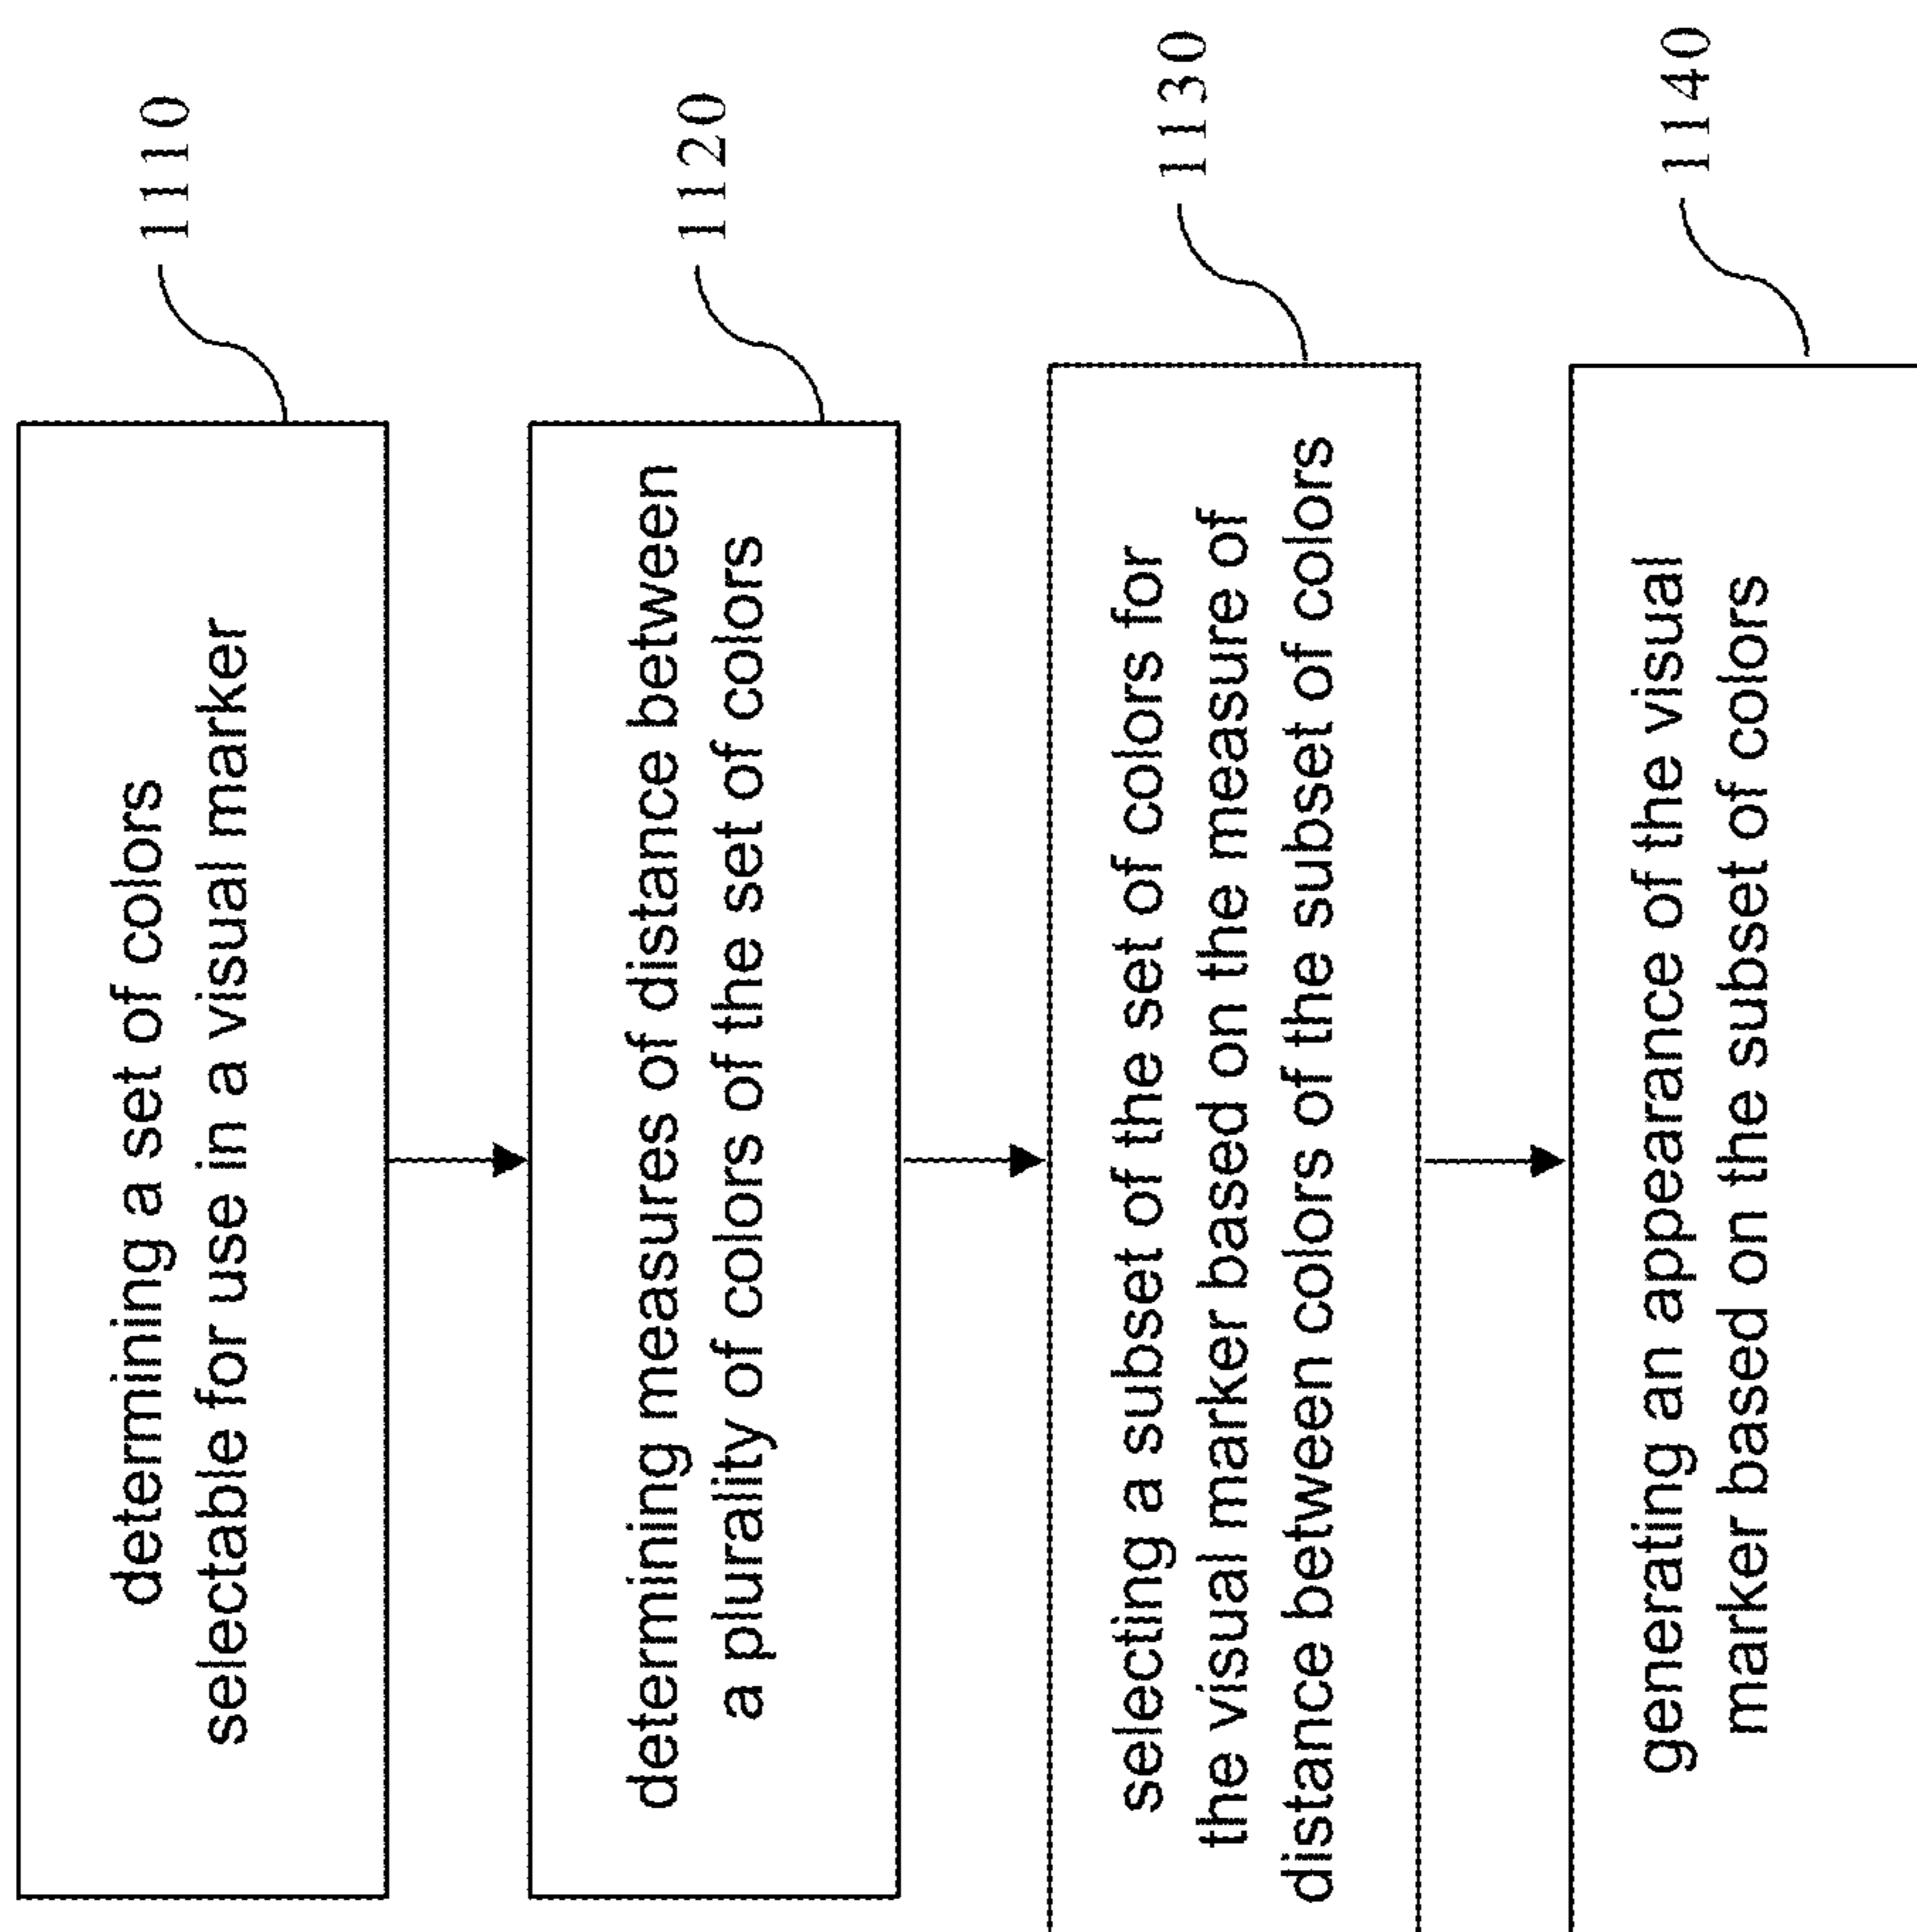 determining a set of colors
selectable for use in a visual marker
1110
determining measures of distance between
a plurality of colors of the set of colors
1120
selecting a subset of the set of colors for
the visual marker based on the measure of
distance between colors of the subset of colors
1130
generating an appearance of the visual
marker based on the subset of colors
1140